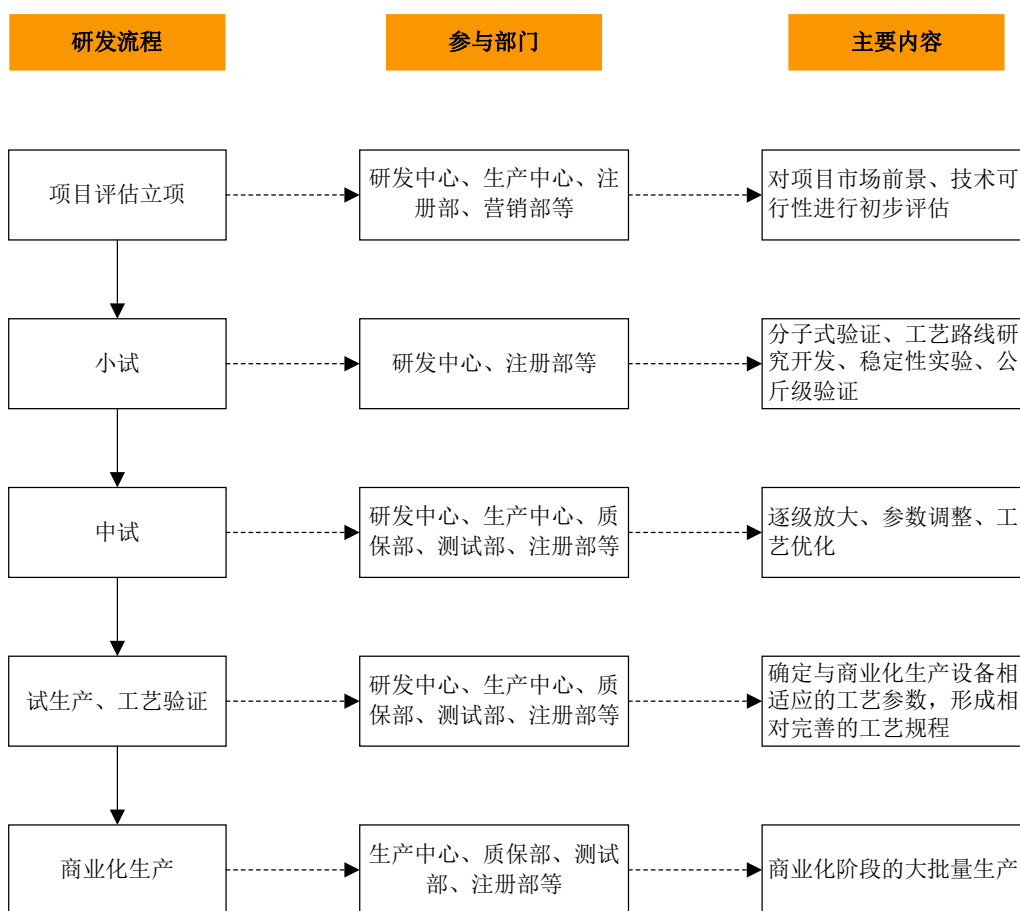 研发流程
参与部门
主要内容
项目评估立项
研发中心、生产中心、注
册部、营销部等
对项目市场前景、技术可
行性进行初步评估
小试
研发中心、注册部等
分子式验证、工艺路线研
究开发、稳定性实验、公
斤级验证
中试
研发中心、生产中心、质
保部、测试部、注册部等
逐级放大、参数调整、工
艺优化
试生产、工艺验证
研发中心、生产中心、质
保部、测试部、注册部等
确定与商业化生产设备相
适应的工艺参数，形成相
对完善的工艺规程
商业化生产
生产中心、质保部、测试
部、注册部等
商业化阶段的大批量生产